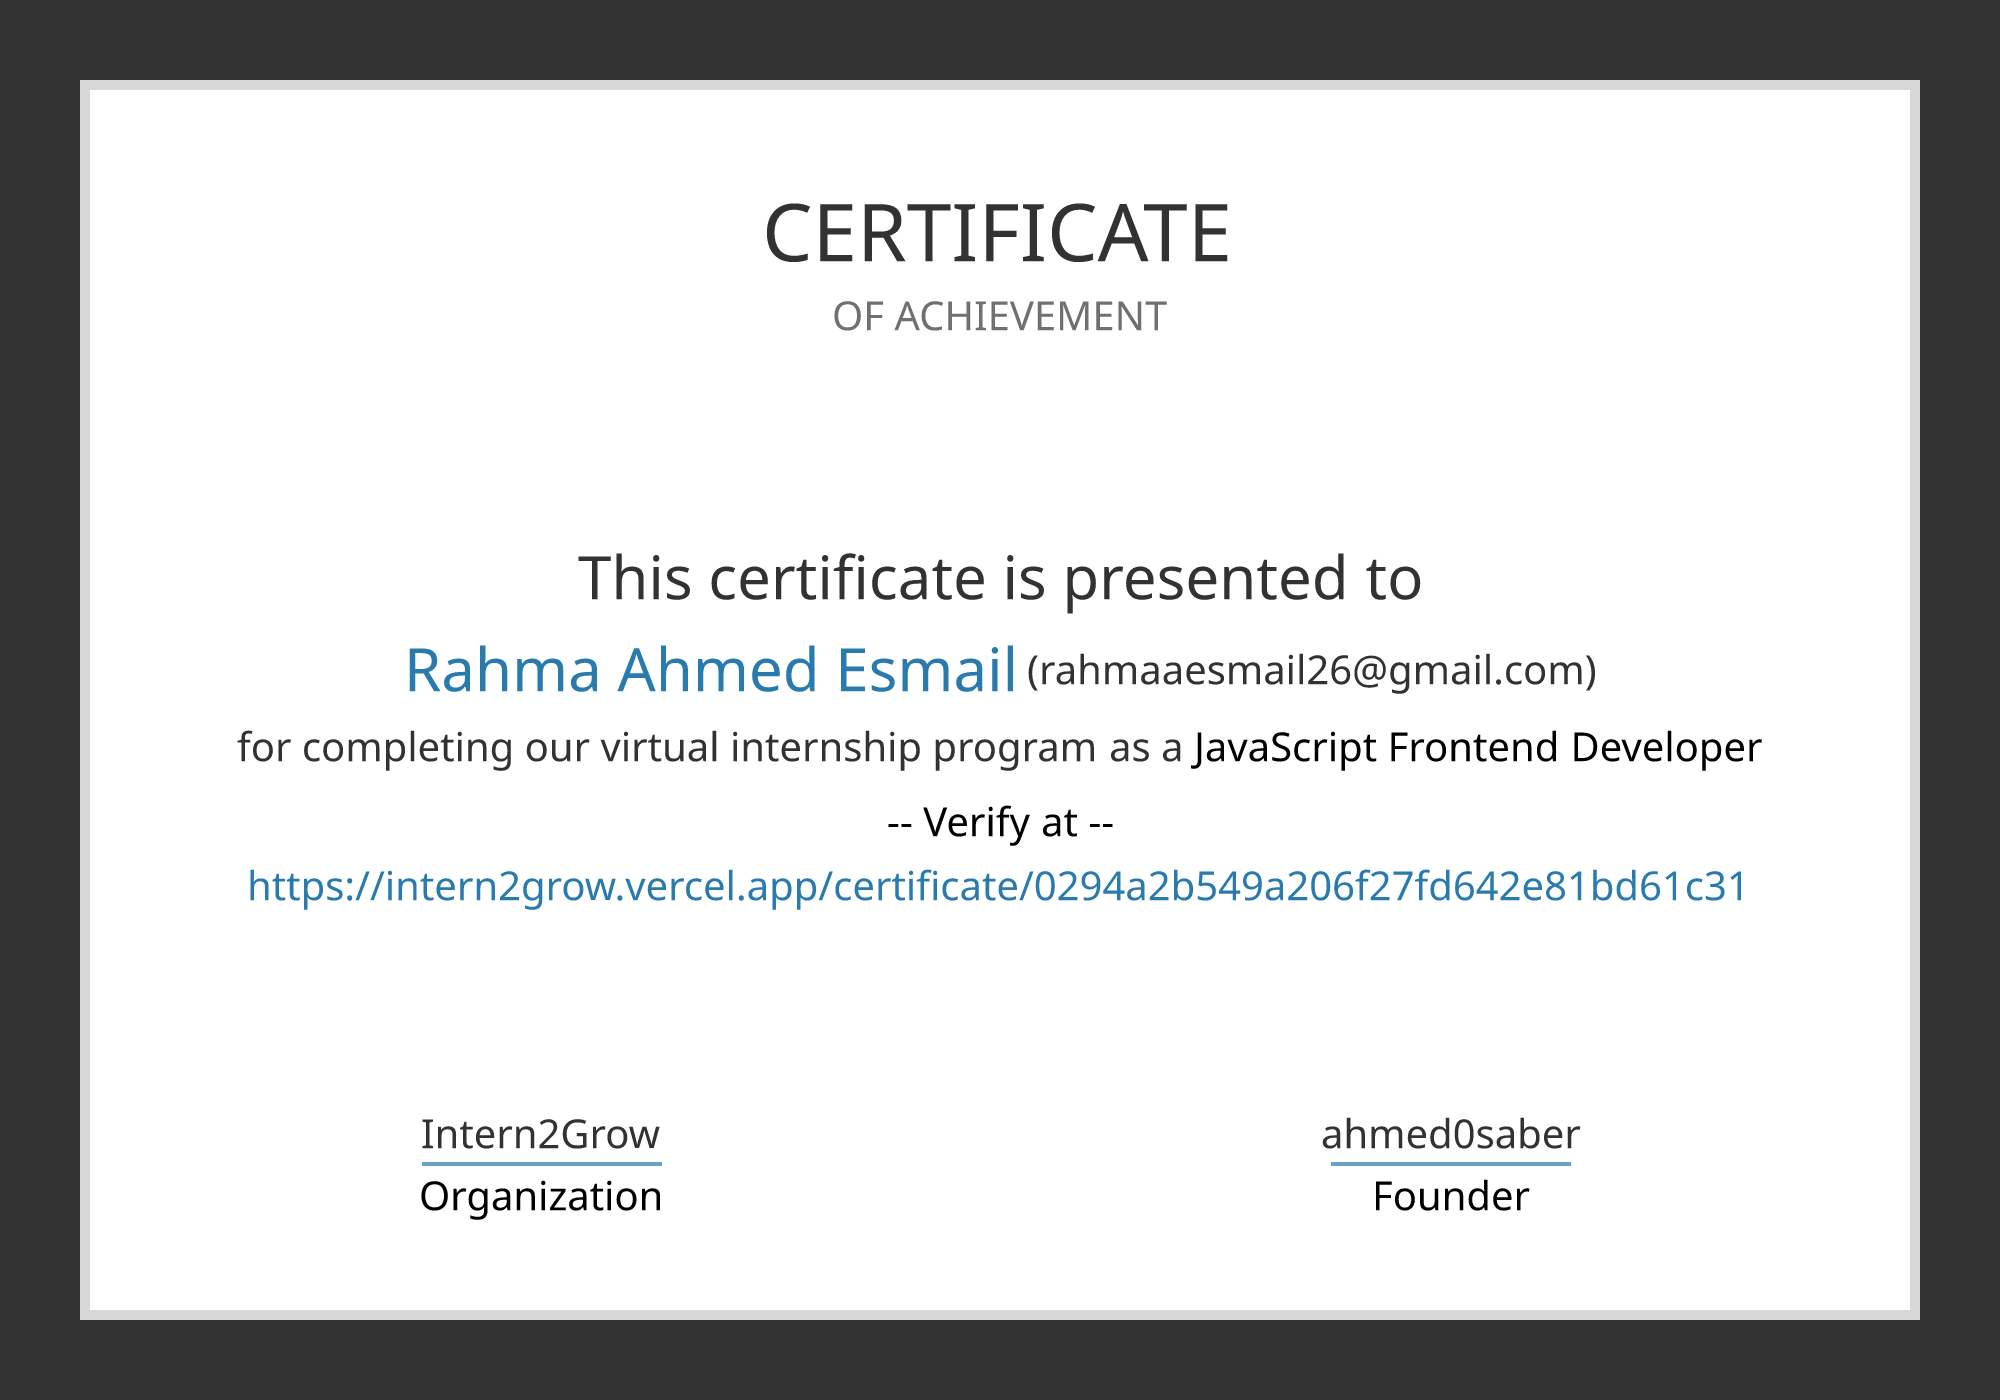 CERTIFICATE
OF ACHIEVEMENT
This certificate is presented to
Rahma Ahmed Esmail (rahmaaesmail26@gmail.com)
for completing our virtual internship program as a JavaScript Frontend Developer
-- Verify at --
https://intern2grow.vercel.app/certificate/0294a2b549a206f27fd642e81bd61c31
Intern2Grow
Organization
ahmed0saber
Founder